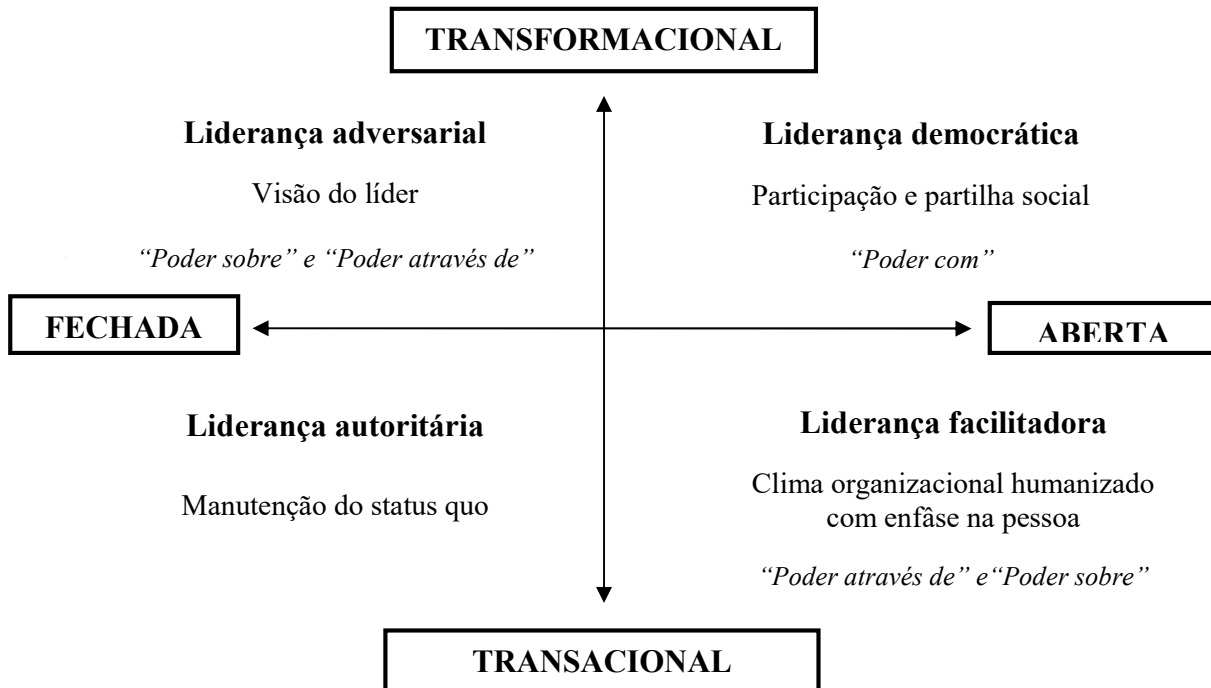 TRANSFORMACIONAL
Liderança adversarial
Visão do líder
“Poder sobre” e “Poder através de”
Liderança democrática
Participação e partilha social
“Poder com”
FECHADA
ABERTA
Liderança autoritária
Manutenção do status quo
Liderança facilitadora
Clima organizacional humanizado
com enfâse na pessoa
“Poder através de” e“Poder sobre”
TRANSACIONAL